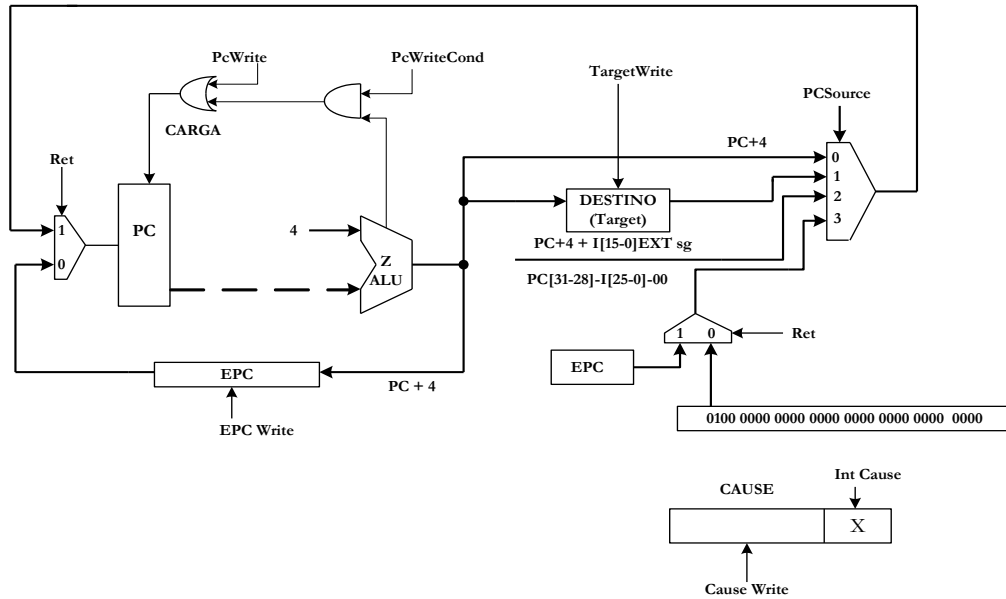 PcWrite
PcWriteCond
TargetWrite
PCSource
CARGA
PC+4
Ret
0
1
2
3
DESTINO
(Target)
PC
1
0
4
Z
ALU
PC+4 + I[15-0]EXT sg
PC[31-28]-I[25-0]-00
1 0
Ret
EPC
EPC
PC + 4
EPC Write
0100 0000 0000 0000 0000 0000 0000 0000
Int Cause
CAUSE
X
Cause Write